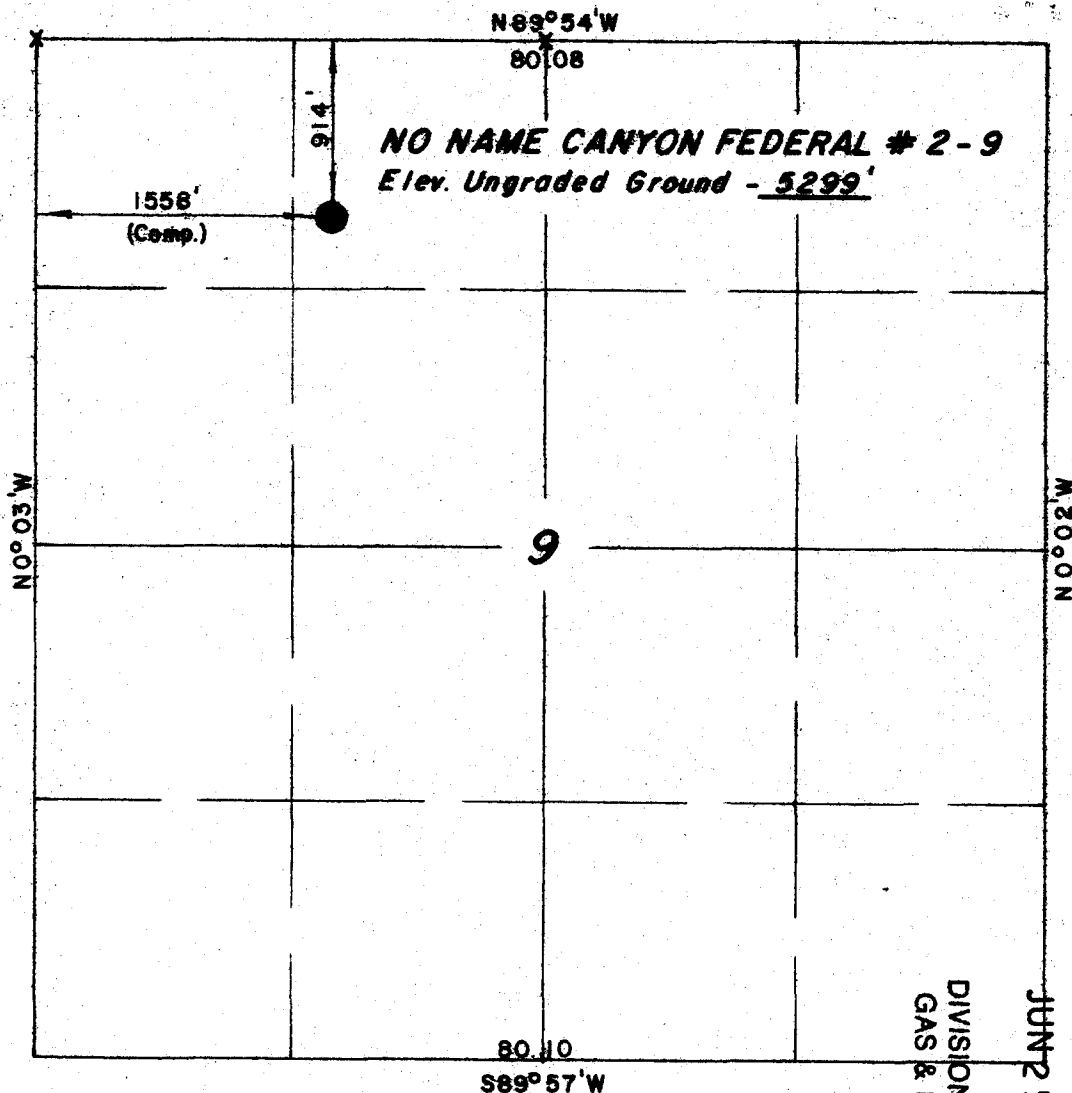 N89°54'W
80.08
914'
NO NAME CANYON FEDERAL # 2-9
Elev. Ungraded Ground - 5299'
1558'
(Comp.)
N0°03'W
9
N0°02'W
JUN 2
DIVISION
GAS &
80.10
S89°57'W